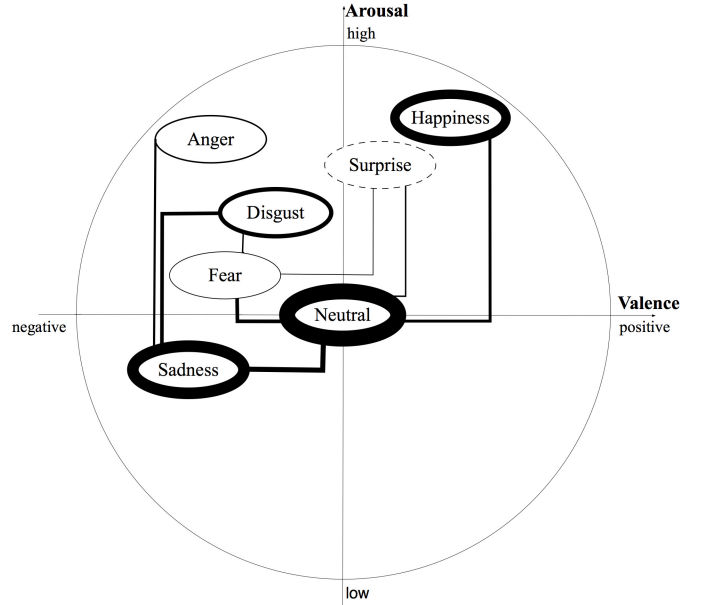 Arousal
high
Happiness
Anger
Surprise
Disgust
Fear
Valence
Neutral
negative
positive
Sadness
low